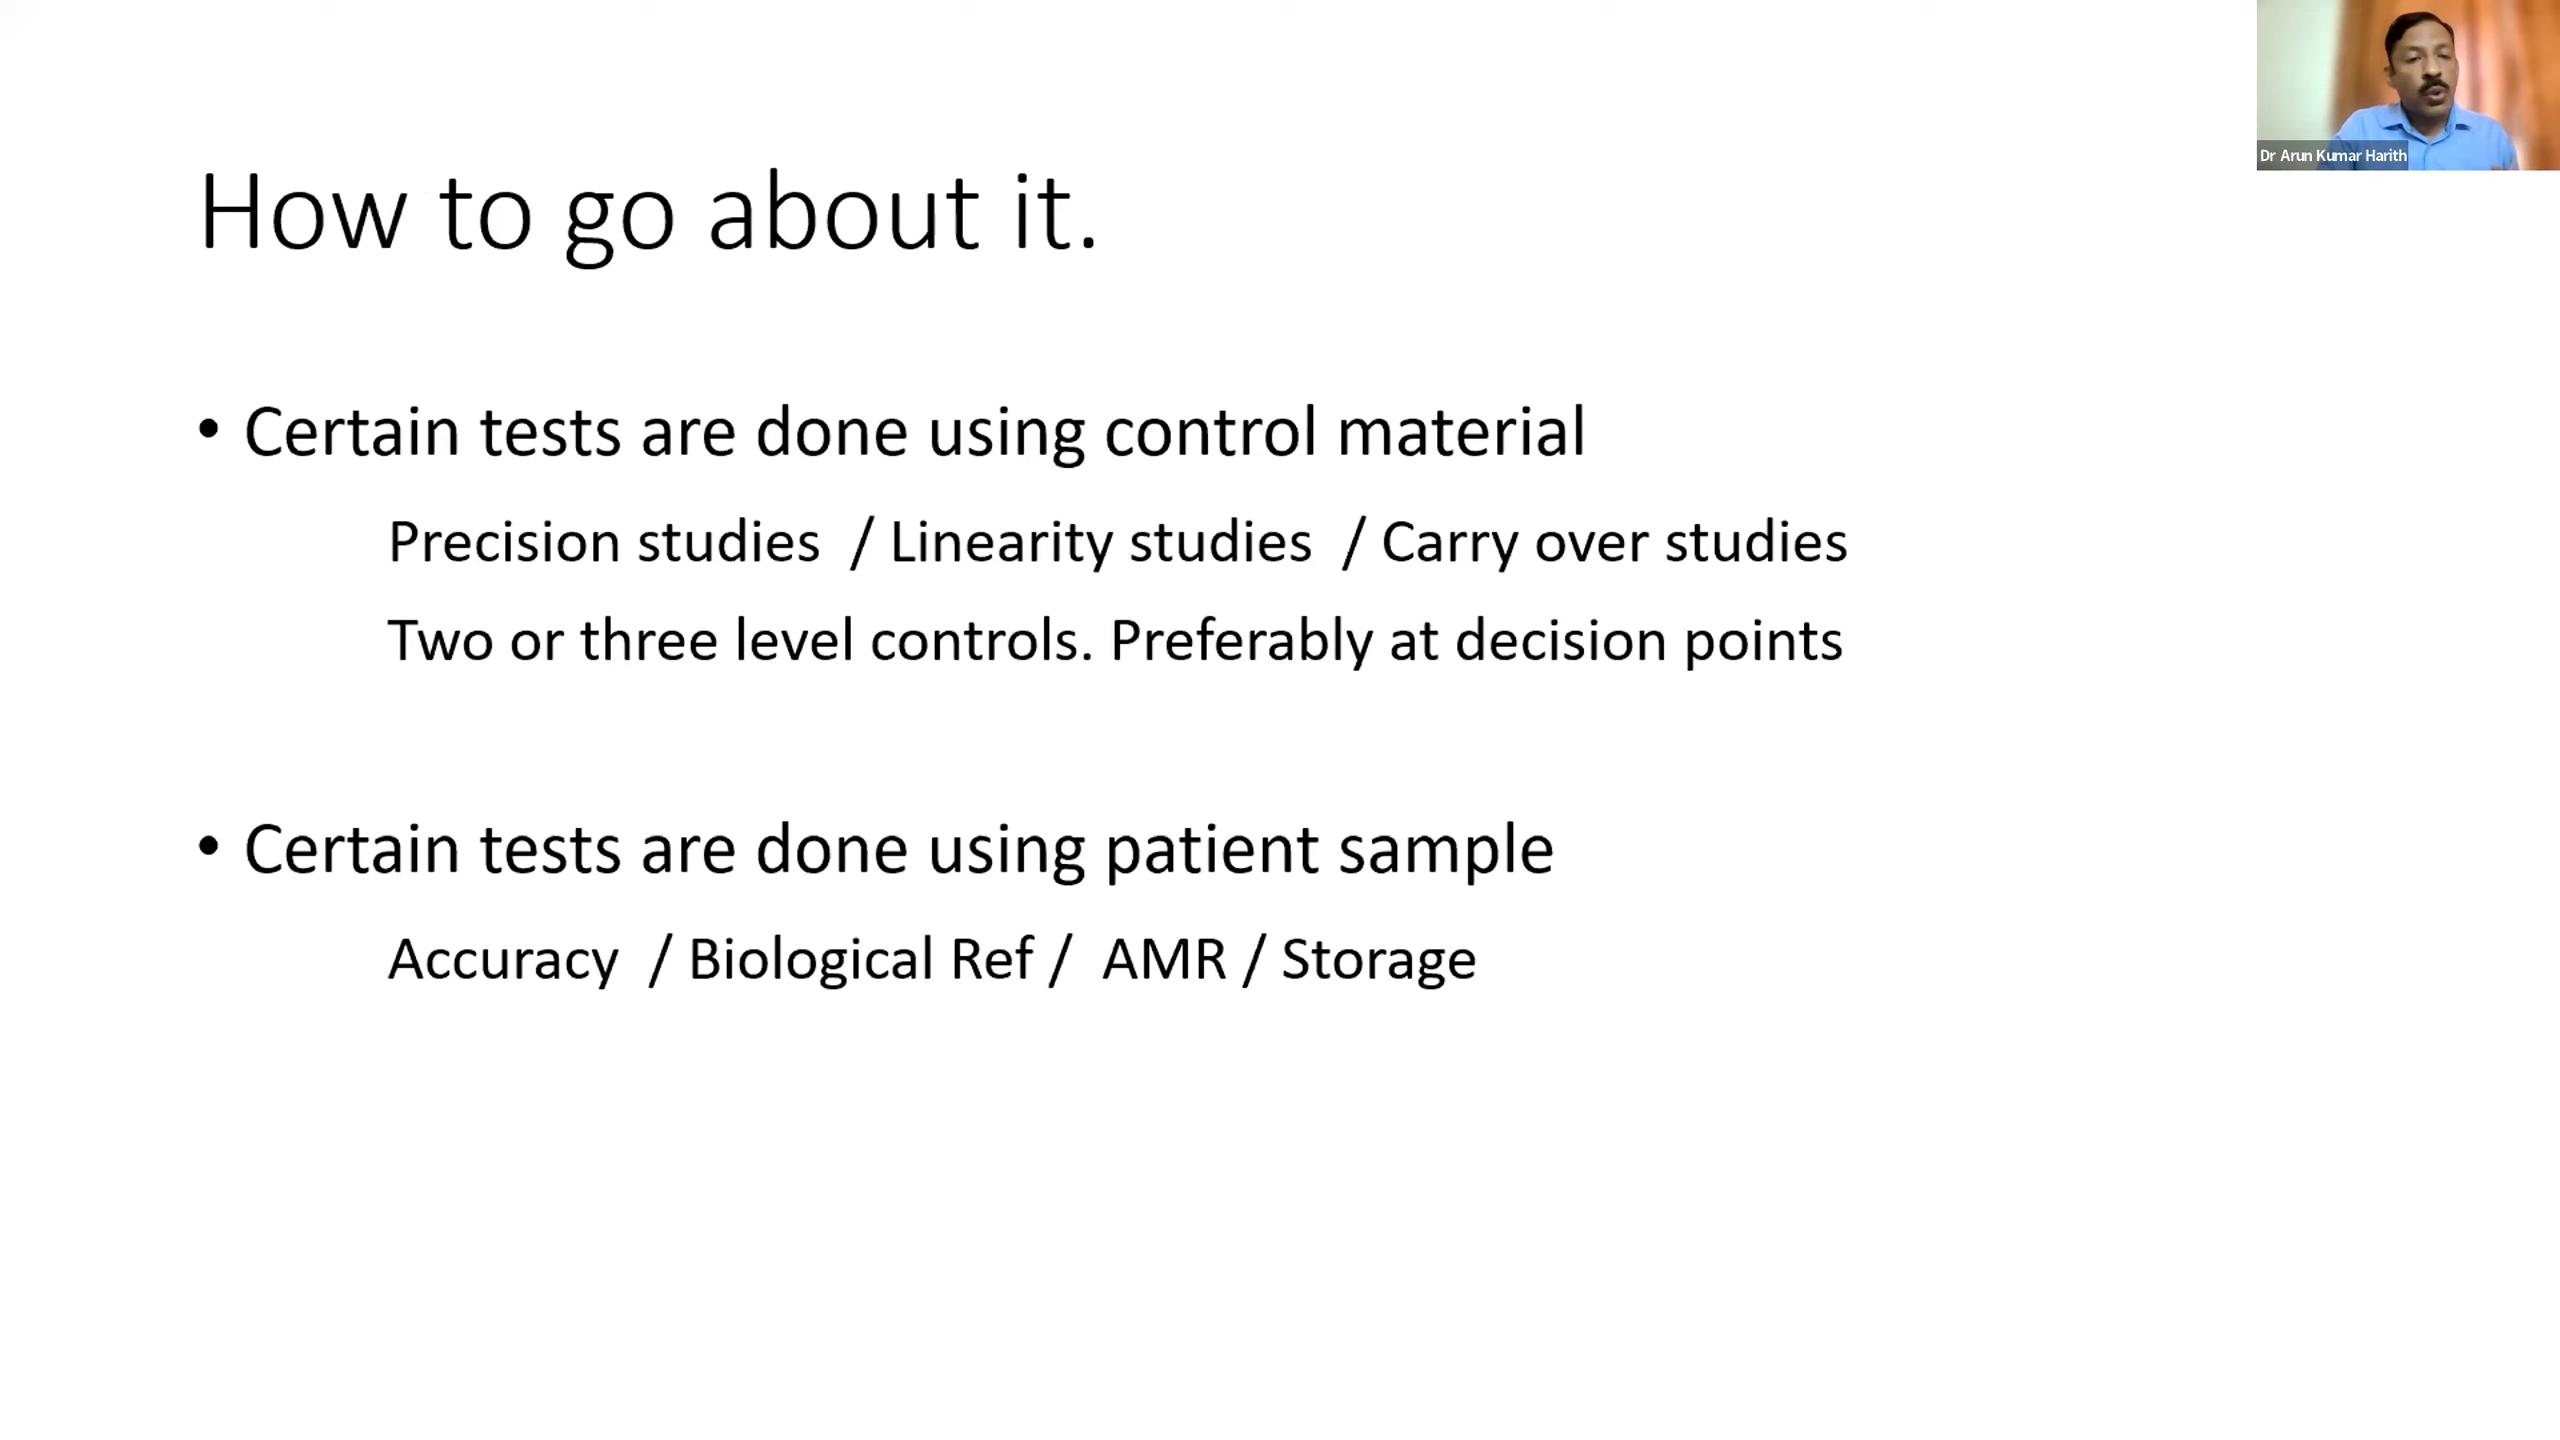 Dr Arun Kumar Harith
How to go about it.
• Certain tests are done using control material
Precision studies / Linearity studies / Carry over studies
Two or three level controls. Preferably at decision points
• Certain tests are done using patient sample
Accuracy / Biological Ref / AMR / Storage